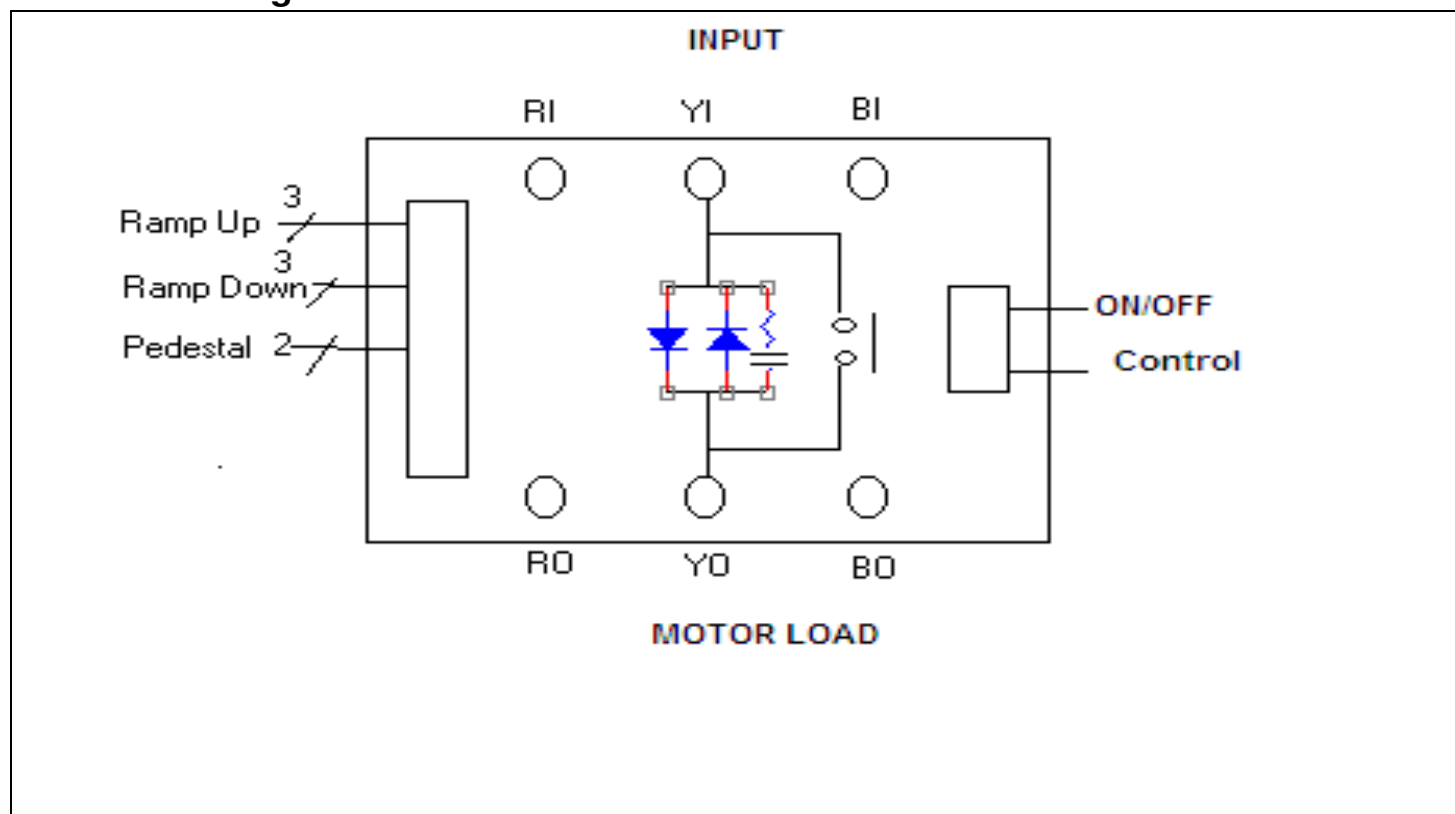 INPUT
RI YI BI
3
Ramp Up
3
Ramp Down
Pedestal 2
ON/OFF
Control
RO YO BO
MOTOR LOAD